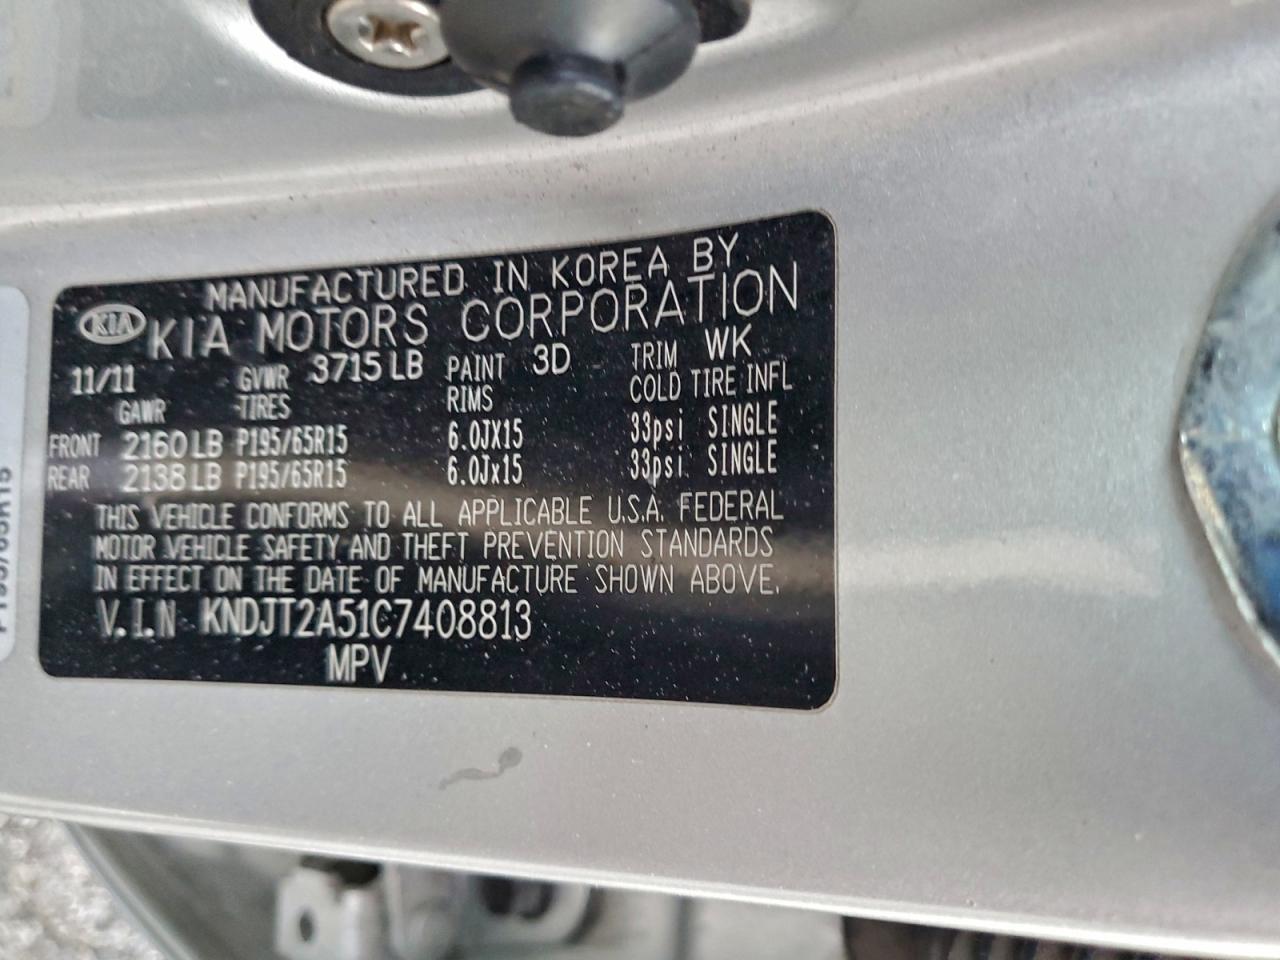 MANUFACTURED IN KOREA BY
KIA KIA MOTORS CORPORATION
11/11 GVWR 3715 LB PAINT 3D TRIM WK
GAWR TIRES RIMS COLD TIRE INFL
FRONT 2160 LB P195/65R15 6.0JX15 33psi SINGLE
REAR 2138 LB P195/65R15 6.0Jx15 33psi SINGLE
THIS VEHICLE CONFORMS TO ALL APPLICABLE U.S.A. FEDERAL
MOTOR VEHICLE SAFETY AND THEFT PREVENTION STANDARDS
IN EFFECT ON THE DATE OF MANUFACTURE SHOWN ABOVE.
V.I.N KNDJT2A51C7408813
MPV
P195/65R15